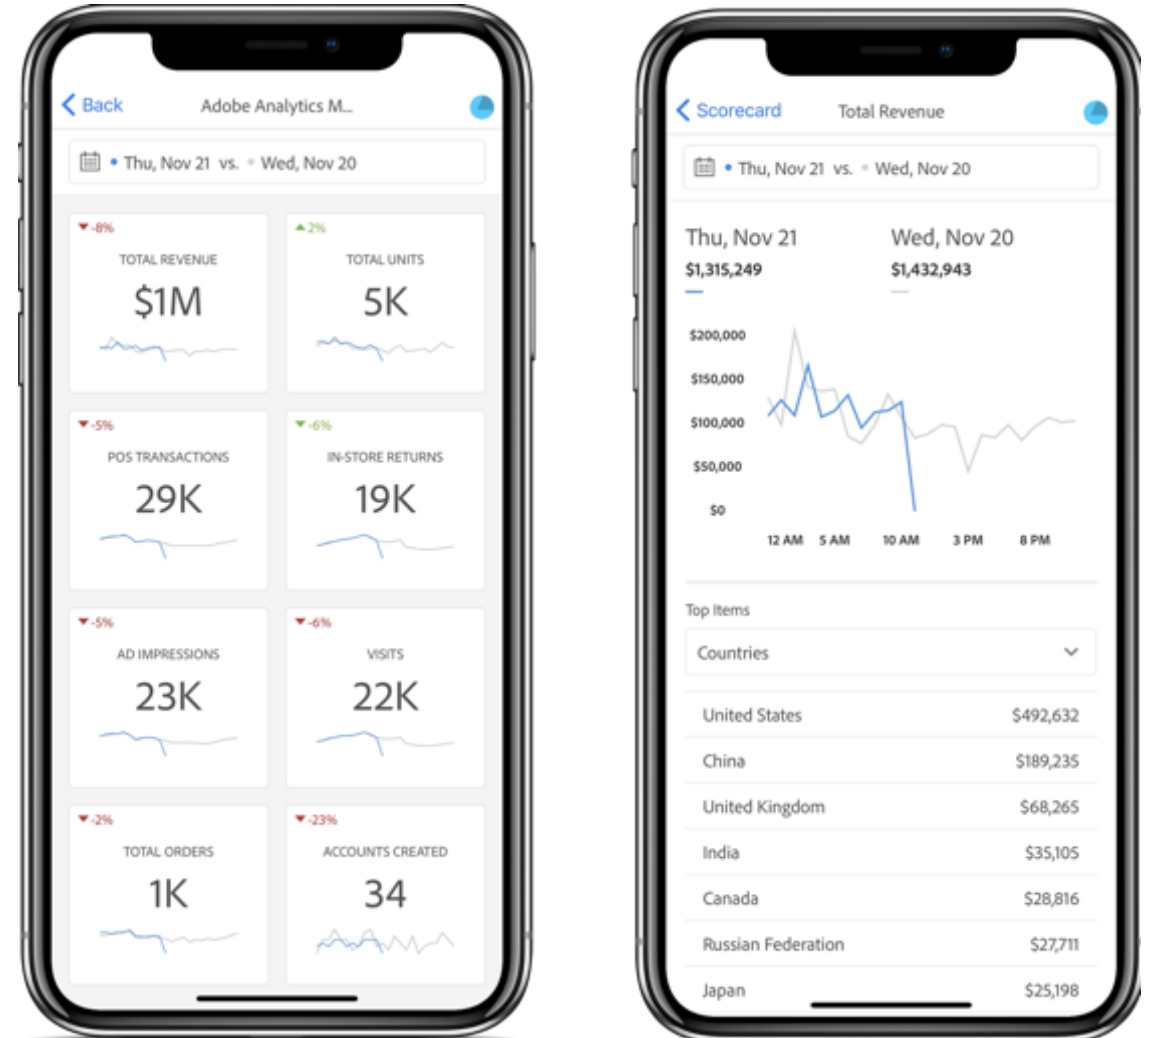 Back
Adobe Analytics M...
Thu, Nov 21 vs. Wed, Nov 20
-8%
TOTAL REVENUE
$1M
2%
TOTAL UNITS
5K
-5%
POS TRANSACTIONS
29K
-6%
IN-STORE RETURNS
19K
-5%
AD IMPRESSIONS
23K
-6%
VISITS
22K
-2%
TOTAL ORDERS
1K
-23%
ACCOUNTS CREATED
34
Scorecard
Total Revenue
Thu, Nov 21 vs. Wed, Nov 20
Thu, Nov 21
$1,315,249
Wed, Nov 20
$1,432,943
$200,000
$150,000
$100,000
$50,000
$0
12 AM 5 AM 10 AM 3 PM 8 PM
Top Items
Countries
United States $492,632
China $189,235
United Kingdom $68,265
India $35,105
Canada $28,816
Russian Federation $27,711
Japan $25,198